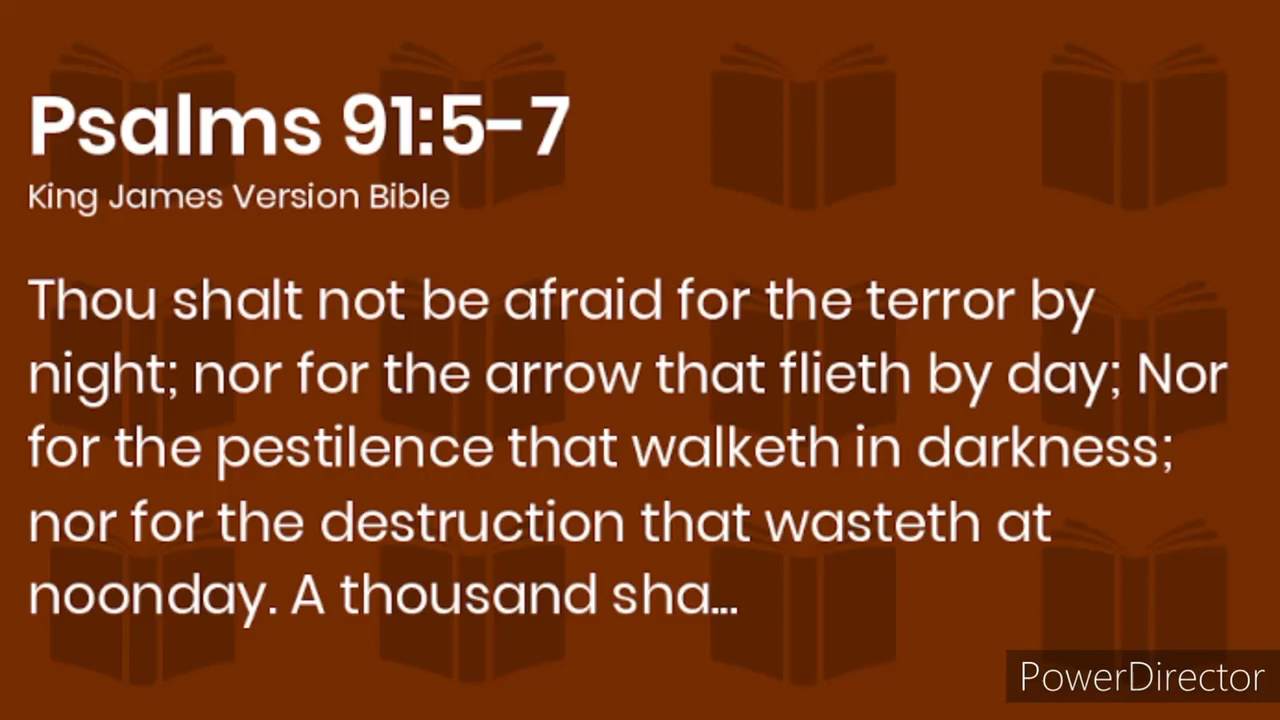 Psalms 91:5-7
King James Version Bible
Thou shalt not be afraid for the terror by
night; nor for the arrow that flieth by day; Nor
for the pestilence that walketh in darkness;
nor for the destruction that wasteth at
noonday. A thousand sha...
PowerDirector